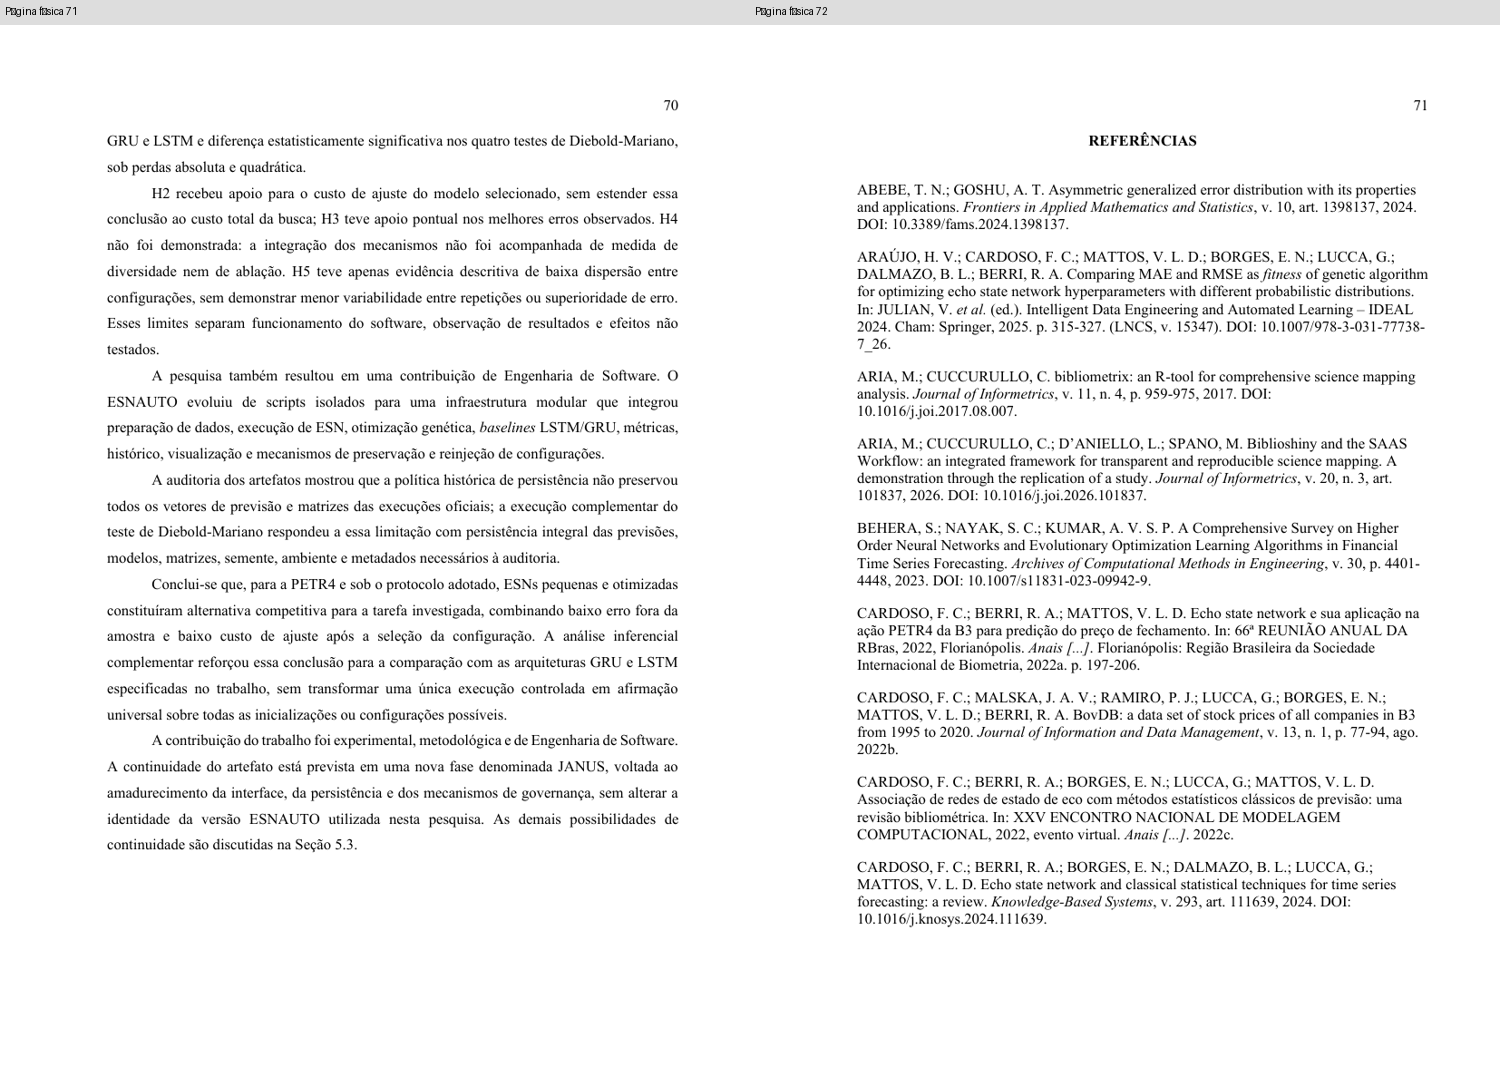 Página física 71
70
GRU e LSTM e diferença estatisticamente significativa nos quatro testes de Diebold-Mariano,
sob perdas absoluta e quadrática.
H2 recebeu apoio para o custo de ajuste do modelo selecionado, sem estender essa
conclusão ao custo total da busca; H3 teve apoio pontual nos melhores erros observados. H4
não foi demonstrada: a integração dos mecanismos não foi acompanhada de medida de
diversidade nem de ablação. H5 teve apenas evidência descritiva de baixa dispersão entre
configurações, sem demonstrar menor variabilidade entre repetições ou superioridade de erro.
Esses limites separam funcionamento do software, observação de resultados e efeitos não
testados.
A pesquisa também resultou em uma contribuição de Engenharia de Software. O
ESNAUTO evoluiu de scripts isolados para uma infraestrutura modular que integrou
preparação de dados, execução de ESN, otimização genética, baselines LSTM/GRU, métricas,
histórico, visualização e mecanismos de preservação e reinjeção de configurações.
A auditoria dos artefatos mostrou que a política histórica de persistência não preservou
todos os vetores de previsão e matrizes das execuções oficiais; a execução complementar do
teste de Diebold-Mariano respondeu a essa limitação com persistência integral das previsões,
modelos, matrizes, semente, ambiente e metadados necessários à auditoria.
Conclui-se que, para a PETR4 e sob o protocolo adotado, ESNs pequenas e otimizadas
constituíram alternativa competitiva para a tarefa investigada, combinando baixo erro fora da
amostra e baixo custo de ajuste após a seleção da configuração. A análise inferencial
complementar reforçou essa conclusão para a comparação com as arquiteturas GRU e LSTM
especificadas no trabalho, sem transformar uma única execução controlada em afirmação
universal sobre todas as inicializações ou configurações possíveis.
A contribuição do trabalho foi experimental, metodológica e de Engenharia de Software.
A continuidade do artefato está prevista em uma nova fase denominada JANUS, voltada ao
amadurecimento da interface, da persistência e dos mecanismos de governança, sem alterar a
identidade da versão ESNAUTO utilizada nesta pesquisa. As demais possibilidades de
continuidade são discutidas na Seção 5.3.
Página física 72
71
REFERÊNCIAS
ABEBE, T. N.; GOSHU, A. T. Asymmetric generalized error distribution with its properties
and applications. Frontiers in Applied Mathematics and Statistics, v. 10, art. 1398137, 2024.
DOI: 10.3389/fams.2024.1398137.
ARAÚJO, H. V.; CARDOSO, F. C.; MATTOS, V. L. D.; BORGES, E. N.; LUCCA, G.;
DALMAZO, B. L.; BERRI, R. A. Comparing MAE and RMSE as fitness of genetic algorithm
for optimizing echo state network hyperparameters with different probabilistic distributions.
In: JULIAN, V. et al. (ed.). Intelligent Data Engineering and Automated Learning – IDEAL
2024. Cham: Springer, 2025. p. 315-327. (LNCS, v. 15347). DOI: 10.1007/978-3-031-77738-
7_26.
ARIA, M.; CUCCURULLO, C. bibliometrix: an R-tool for comprehensive science mapping
analysis. Journal of Informetrics, v. 11, n. 4, p. 959-975, 2017. DOI:
10.1016/j.joi.2017.08.007.
ARIA, M.; CUCCURULLO, C.; D’ANIELLO, L.; SPANO, M. Biblioshiny and the SAAS
Workflow: an integrated framework for transparent and reproducible science mapping. A
demonstration through the replication of a study. Journal of Informetrics, v. 20, n. 3, art.
101837, 2026. DOI: 10.1016/j.joi.2026.101837.
BEHERA, S.; NAYAK, S. C.; KUMAR, A. V. S. P. A Comprehensive Survey on Higher
Order Neural Networks and Evolutionary Optimization Learning Algorithms in Financial
Time Series Forecasting. Archives of Computational Methods in Engineering, v. 30, p. 4401-
4448, 2023. DOI: 10.1007/s11831-023-09942-9.
CARDOSO, F. C.; BERRI, R. A.; MATTOS, V. L. D. Echo state network e sua aplicação na
ação PETR4 da B3 para predição do preço de fechamento. In: 66ª REUNIÃO ANUAL DA
RBras, 2022, Florianópolis. Anais [...]. Florianópolis: Região Brasileira da Sociedade
Internacional de Biometria, 2022a. p. 197-206.
CARDOSO, F. C.; MALSKA, J. A. V.; RAMIRO, P. J.; LUCCA, G.; BORGES, E. N.;
MATTOS, V. L. D.; BERRI, R. A. BovDB: a data set of stock prices of all companies in B3
from 1995 to 2020. Journal of Information and Data Management, v. 13, n. 1, p. 77-94, ago.
2022b.
CARDOSO, F. C.; BERRI, R. A.; BORGES, E. N.; LUCCA, G.; MATTOS, V. L. D.
Associação de redes de estado de eco com métodos estatísticos clássicos de previsão: uma
revisão bibliométrica. In: XXV ENCONTRO NACIONAL DE MODELAGEM
COMPUTACIONAL, 2022, evento virtual. Anais [...]. 2022c.
CARDOSO, F. C.; BERRI, R. A.; BORGES, E. N.; DALMAZO, B. L.; LUCCA, G.;
MATTOS, V. L. D. Echo state network and classical statistical techniques for time series
forecasting: a review. Knowledge-Based Systems, v. 293, art. 111639, 2024. DOI:
10.1016/j.knosys.2024.111639.